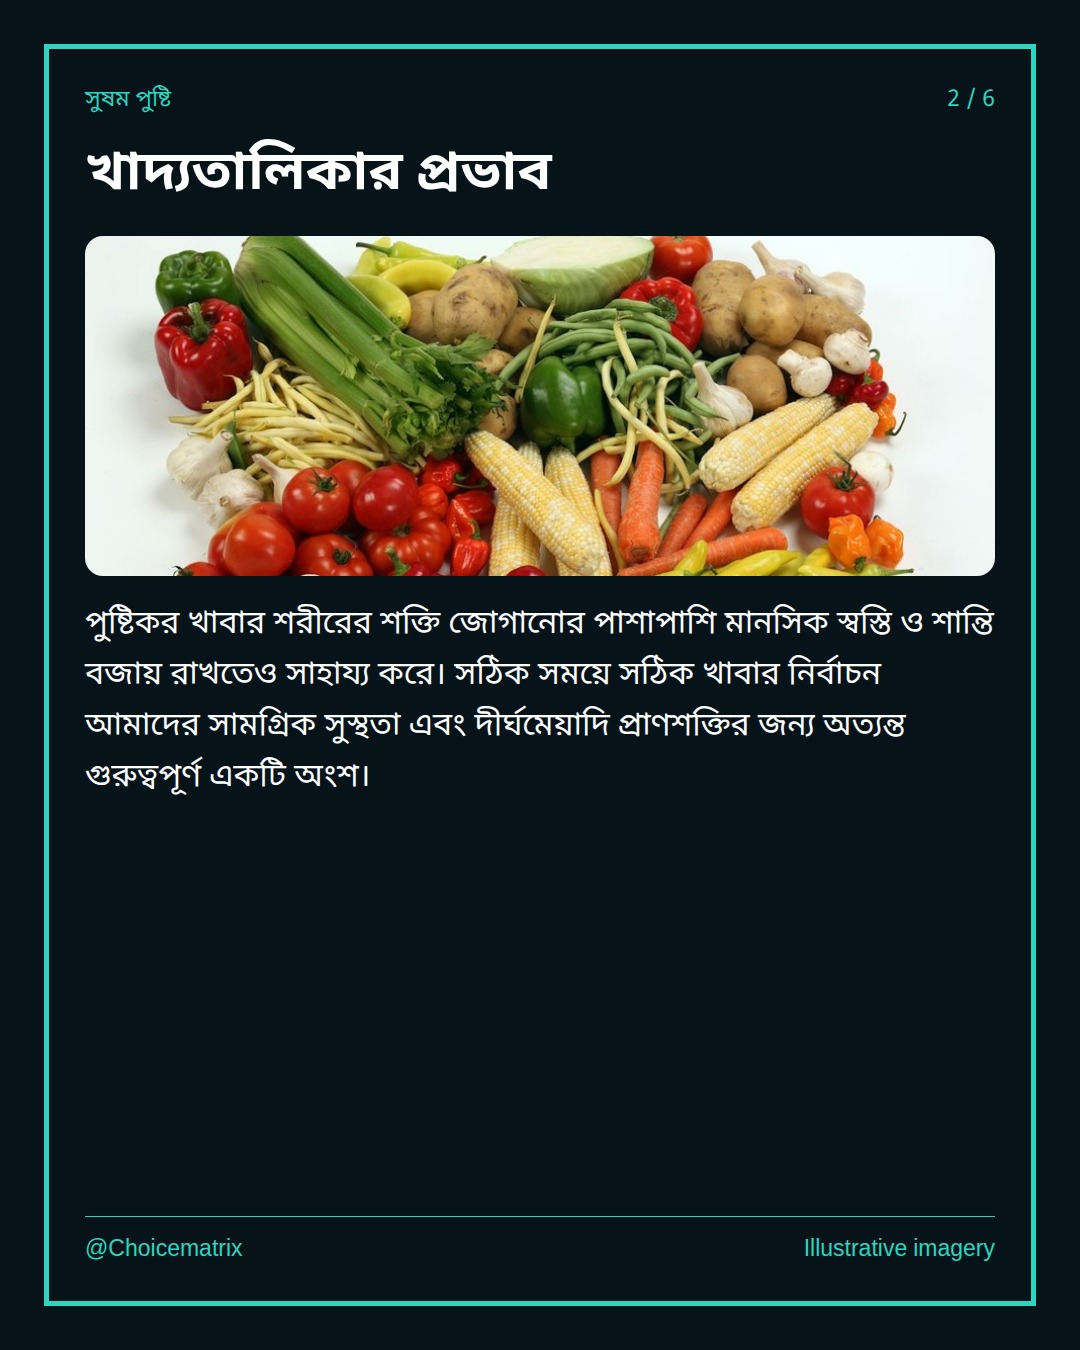 সুষম পুষ্টি
2 / 6
খাদ্যতালিকার প্রভাব
পুষ্টিকর খাবার শরীরের শক্তি জোগানোর পাশাপাশি মানসিক স্বস্তি ও শান্তি
বজায় রাখতেও সাহায্য করে। সঠিক সময়ে সঠিক খাবার নির্বাচন
আমাদের সামগ্রিক সুস্থতা এবং দীর্ঘমেয়াদি প্রাণশক্তির জন্য অত্যন্ত
গুরুত্বপূর্ণ একটি অংশ।
@Choicematrix
Illustrative imagery